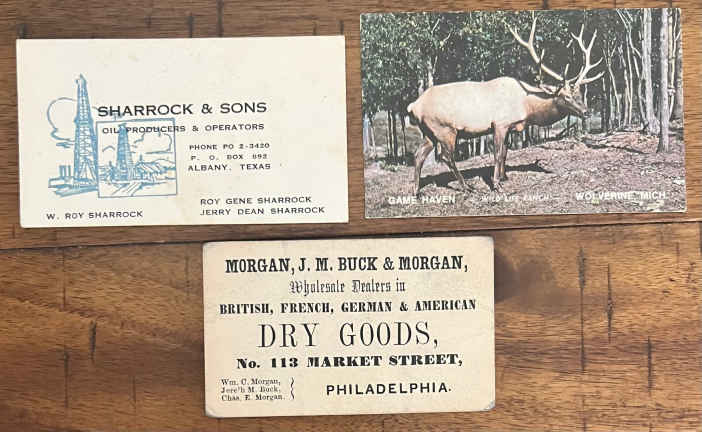 SHARROCK & SONS
OIL PRODUCERS & OPERATORS
PHONE PO 2-3420
P. O. BOX 692
ALBANY, TEXAS
W. ROY SHARROCK
ROY GENE SHARROCK
JERRY DEAN SHARROCK
GAME HAVEN WILD LIFE RANCH WOLVERINE, MICH.
MORGAN, J. M. BUCK & MORGAN,
Wholesale Dealers in
BRITISH, FRENCH, GERMAN & AMERICAN
DRY GOODS,
No. 113 MARKET STREET,
Wm. C. Morgan,
Jere'h M. Buck,
Chas. E. Morgan.
PHILADELPHIA.